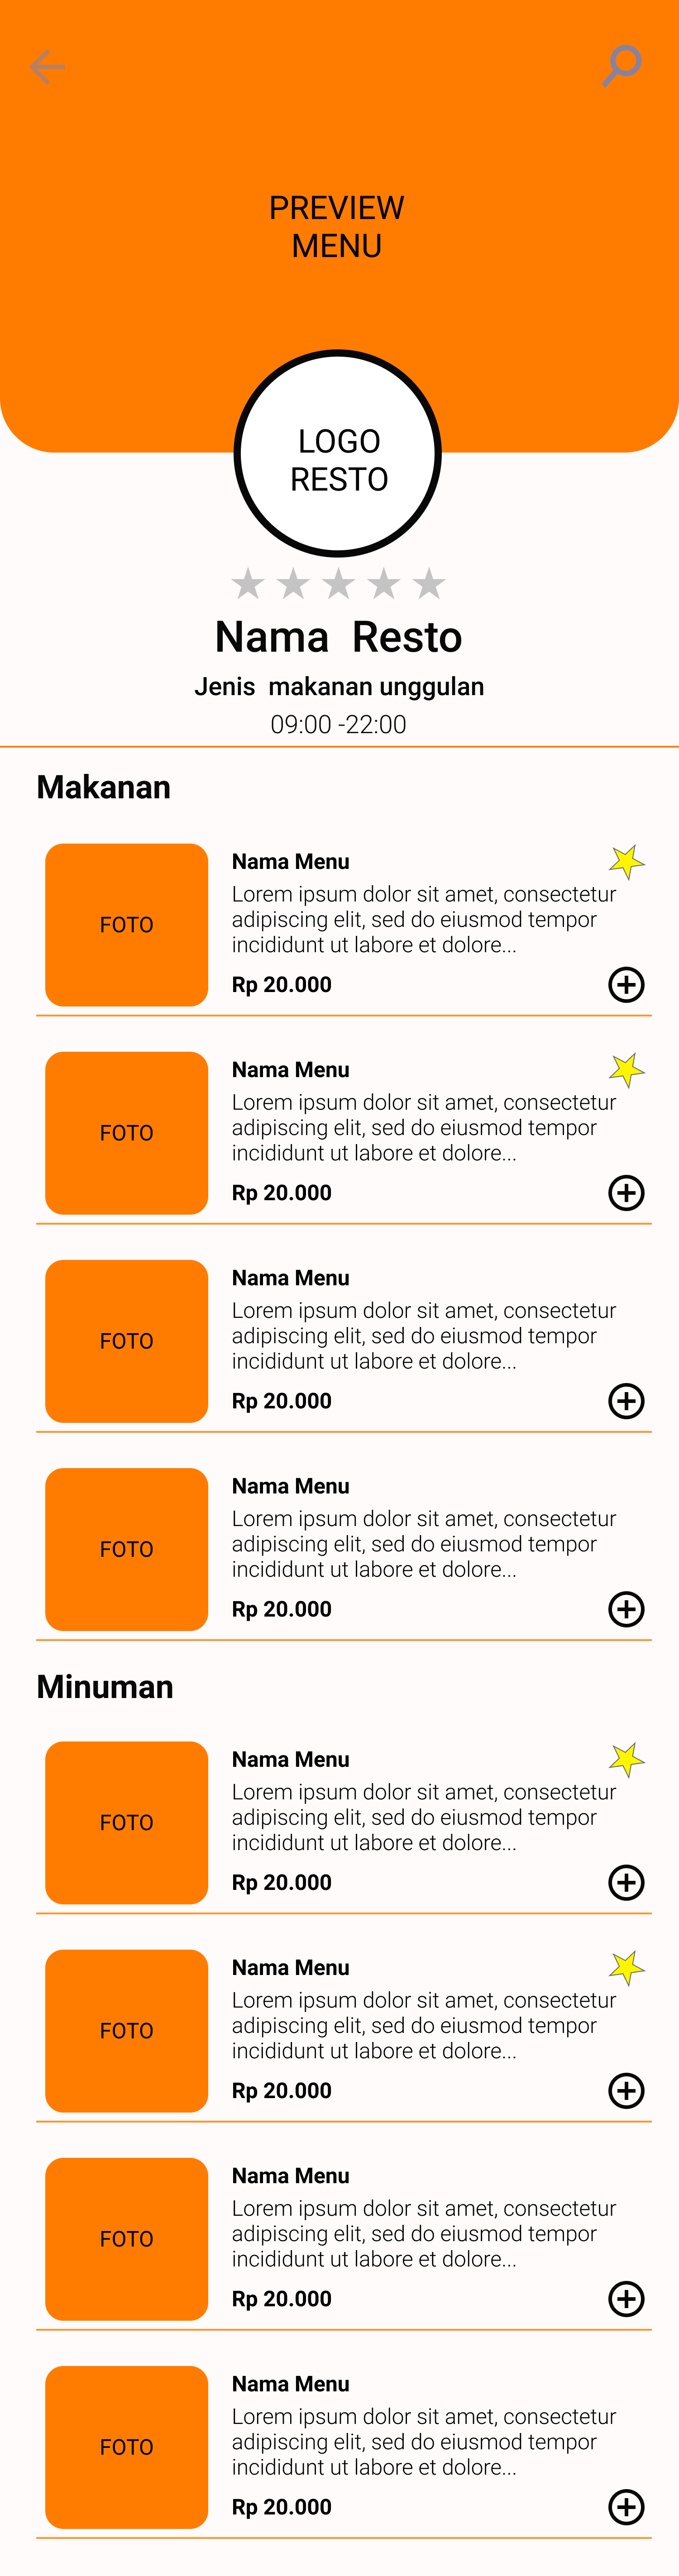 PREVIEW
MENU
LOGO
RESTO
Nama Resto
Jenis makanan unggulan
09:00 -22:00
Makanan
FOTO
Nama Menu
Lorem ipsum dolor sit amet, consectetur
adipiscing elit, sed do eiusmod tempor
incididunt ut labore et dolore...
Rp 20.000
FOTO
Nama Menu
Lorem ipsum dolor sit amet, consectetur
adipiscing elit, sed do eiusmod tempor
incididunt ut labore et dolore...
Rp 20.000
FOTO
Nama Menu
Lorem ipsum dolor sit amet, consectetur
adipiscing elit, sed do eiusmod tempor
incididunt ut labore et dolore...
Rp 20.000
FOTO
Nama Menu
Lorem ipsum dolor sit amet, consectetur
adipiscing elit, sed do eiusmod tempor
incididunt ut labore et dolore...
Rp 20.000
Minuman
FOTO
Nama Menu
Lorem ipsum dolor sit amet, consectetur
adipiscing elit, sed do eiusmod tempor
incididunt ut labore et dolore...
Rp 20.000
FOTO
Nama Menu
Lorem ipsum dolor sit amet, consectetur
adipiscing elit, sed do eiusmod tempor
incididunt ut labore et dolore...
Rp 20.000
FOTO
Nama Menu
Lorem ipsum dolor sit amet, consectetur
adipiscing elit, sed do eiusmod tempor
incididunt ut labore et dolore...
Rp 20.000
FOTO
Nama Menu
Lorem ipsum dolor sit amet, consectetur
adipiscing elit, sed do eiusmod tempor
incididunt ut labore et dolore...
Rp 20.000